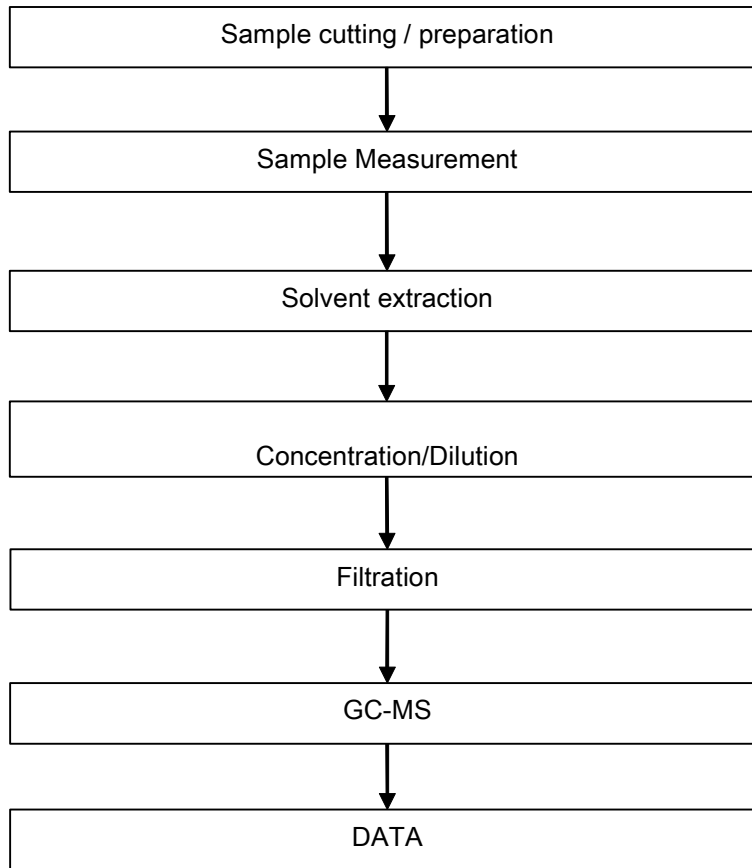 Sample cutting / preparation
Sample Measurement
Solvent extraction
Concentration/Dilution
Filtration
GC-MS
DATA